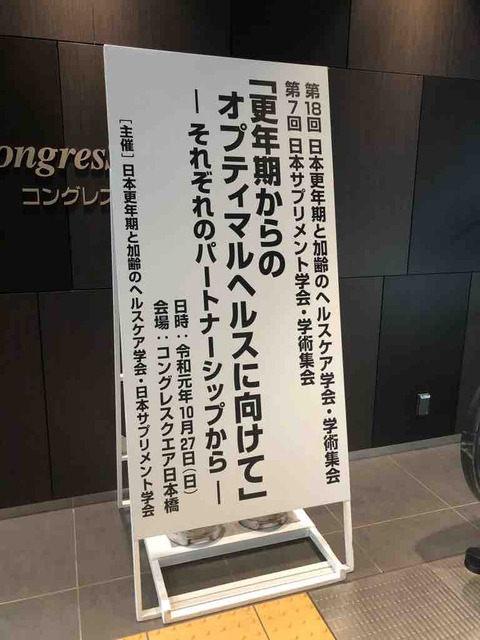 第18回 日本更年期と加齢のヘルスケア学会・学術集会
第7回 日本サプリメント学会・学術集会
「更年期からの
オプティマルヘルスに向けて」
― それぞれのパートナーシップから ―
日時：令和元年10月27日(日)
会場：コングレスクエア日本橋
[主催] 日本更年期と加齢のヘルスケア学会・日本サプリメント学会
ongress
コングレス